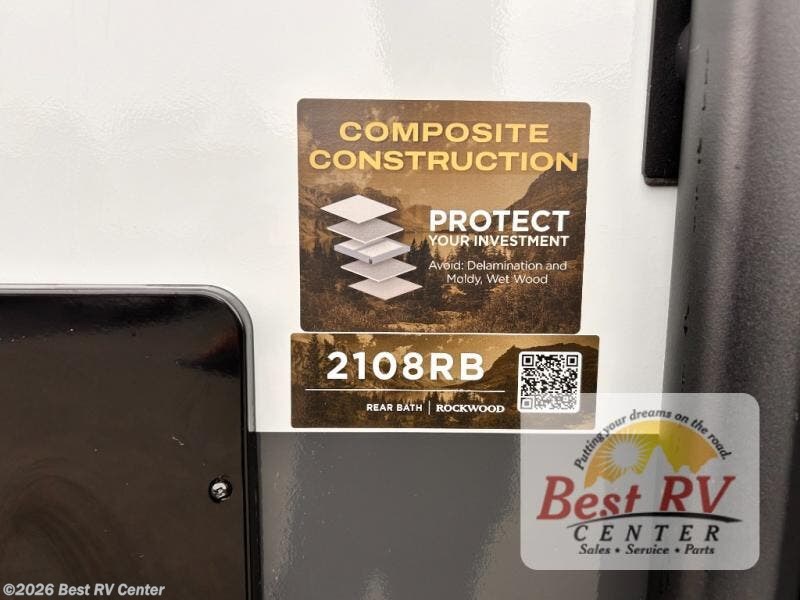 COMPOSITE
CONSTRUCTION
PROTECT
YOUR INVESTMENT
Avoid: Delamination and
Moldy, Wet Wood
2108RB
REAR BATH | ROCKWOOD
Putting your dreams on the road.
Best RV
CENTER
Sales • Service • Parts
©2026 Best RV Center